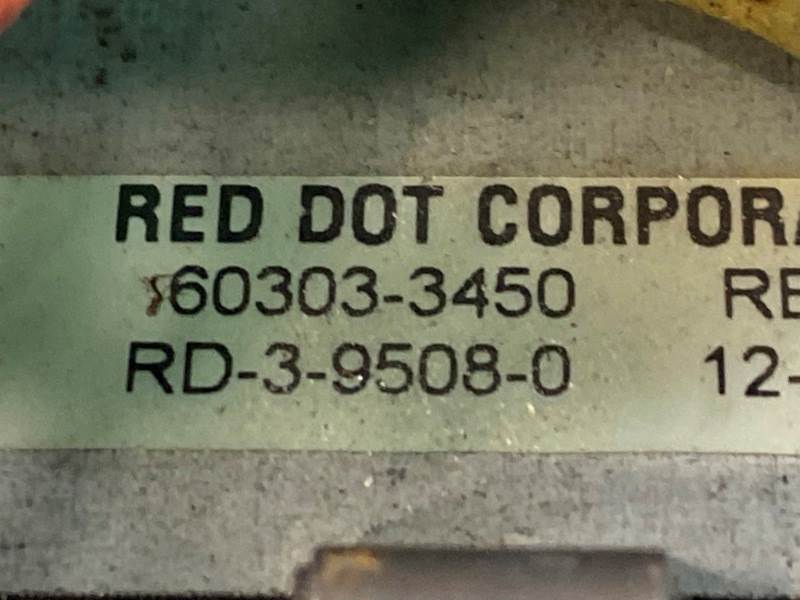 RED DOT CORPORA
60303-3450 RE
RD-3-9508-0 12-